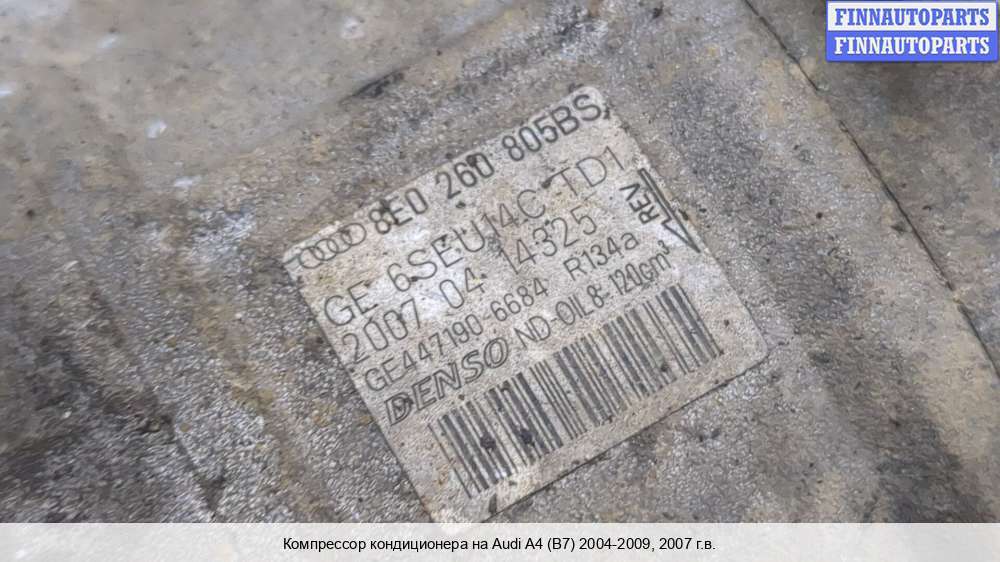 FINNAUTOPARTS
FINNAUTOPARTS
8E0 260 805BS
GE 6SEU14C TD1
2007.04.14325
REV
GE447190-6684 R134a
DENSO ND-OIL 8-120cm³
Компрессор кондиционера на Audi A4 (B7) 2004-2009, 2007 г.в.